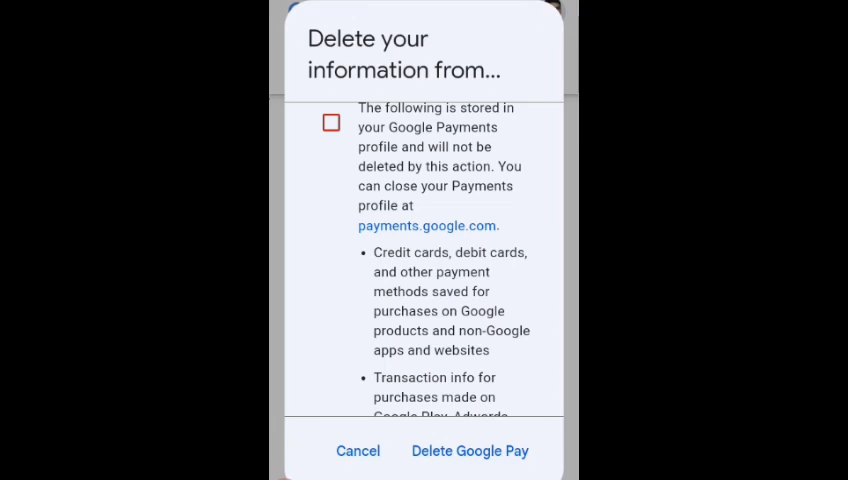 Delete your
information from...
The following is stored in
your Google Payments
profile and will not be
deleted by this action. You
can close your Payments
profile at
payments.google.com.
• Credit cards, debit cards,
and other payment
methods saved for
purchases on Google
products and non-Google
apps and websites
• Transaction info for
purchases made on
Google Play, Adwords
Cancel Delete Google Pay